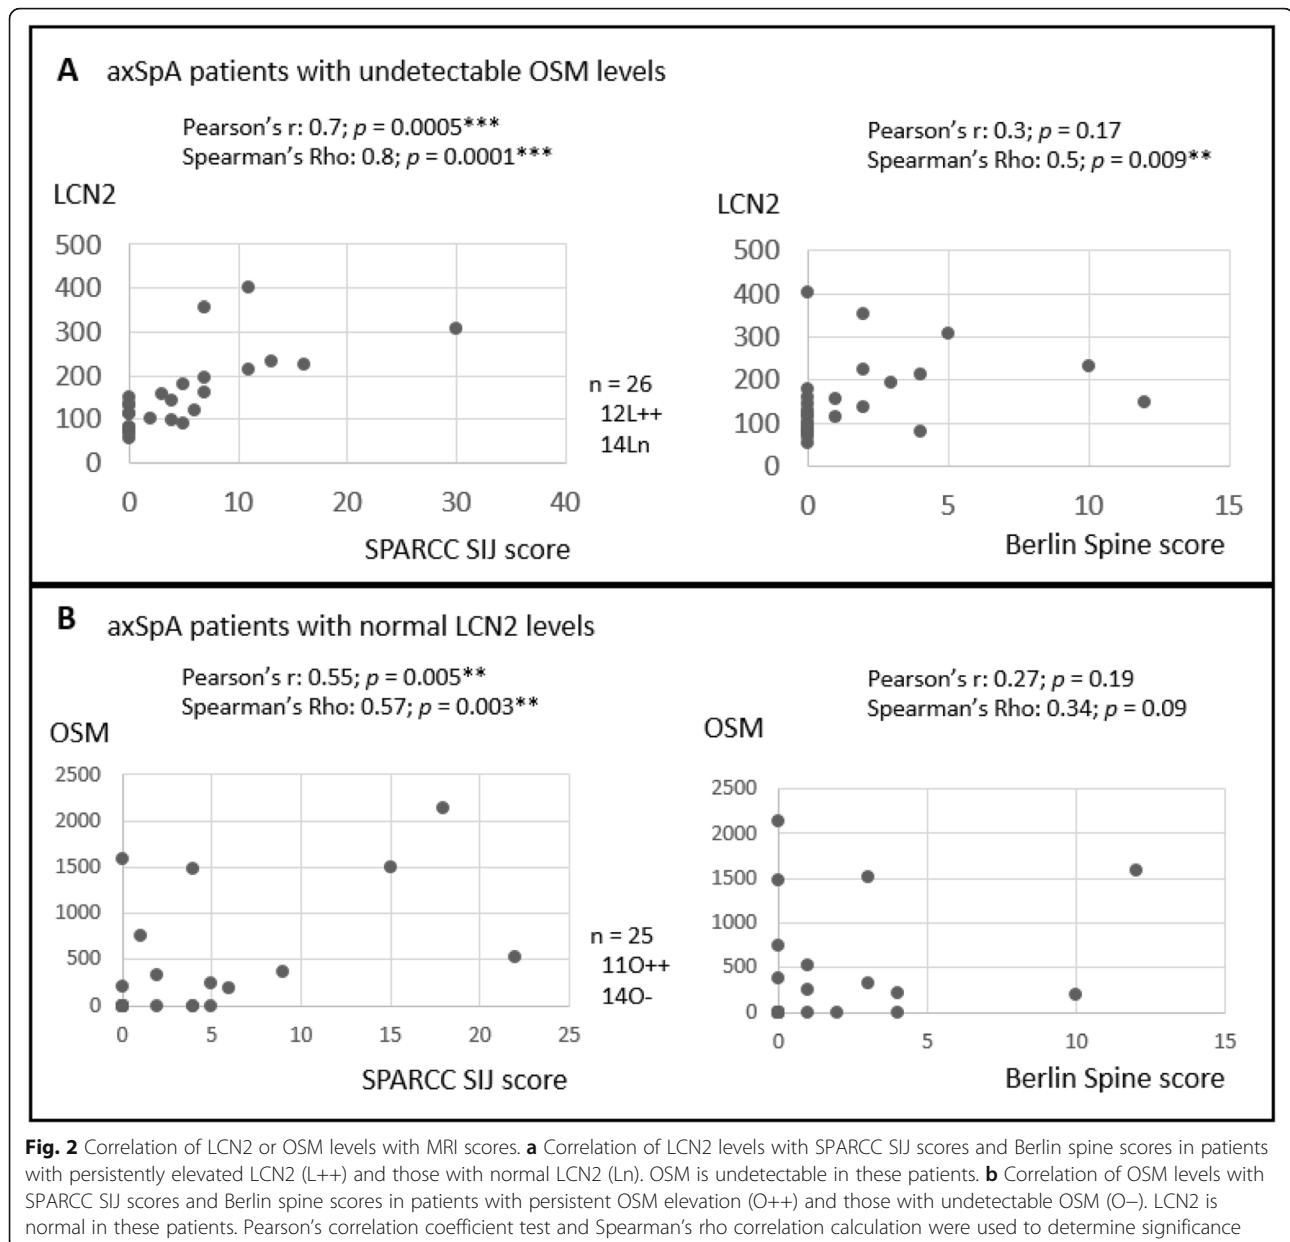 A axSpA patients with undetectable OSM levels
Pearson's r: 0.7; p = 0.0005***
Spearman's Rho: 0.8; p = 0.0001***
LCN2
500
400
300
200
100
0
0 10 20 30 40
SPARCC SIJ score
n = 26
12L++
14Ln
Pearson's r: 0.3; p = 0.17
Spearman's Rho: 0.5; p = 0.009**
LCN2
500
400
300
200
100
0
0 5 10 15
Berlin Spine score
B axSpA patients with normal LCN2 levels
Pearson's r: 0.55; p = 0.005**
Spearman's Rho: 0.57; p = 0.003**
OSM
2500
2000
1500
1000
500
0
0 5 10 15 20 25
SPARCC SIJ score
n = 25
11O++
14O-
Pearson's r: 0.27; p = 0.19
Spearman's Rho: 0.34; p = 0.09
OSM
2500
2000
1500
1000
500
0
0 5 10 15
Berlin Spine score
Fig. 2 Correlation of LCN2 or OSM levels with MRI scores. a Correlation of LCN2 levels with SPARCC SIJ scores and Berlin spine scores in patients
with persistently elevated LCN2 (L++) and those with normal LCN2 (Ln). OSM is undetectable in these patients. b Correlation of OSM levels with
SPARCC SIJ scores and Berlin spine scores in patients with persistent OSM elevation (O++) and those with undetectable OSM (O−). LCN2 is
normal in these patients. Pearson's correlation coefficient test and Spearman's rho correlation calculation were used to determine significance